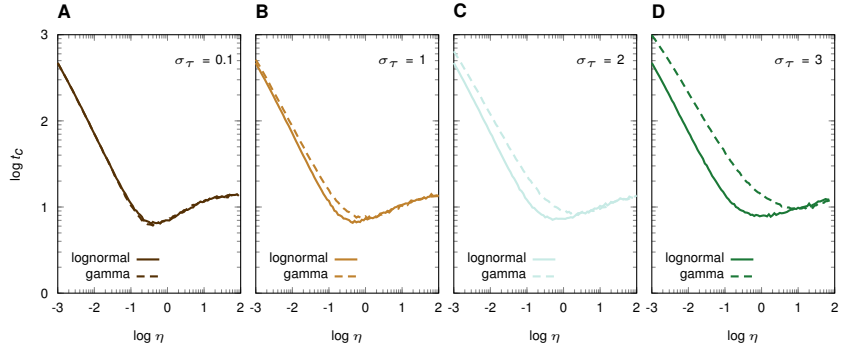 A B C D
3
2
1
0
log t_C
σ_τ = 0.1
σ_τ = 1
σ_τ = 2
σ_τ = 3
lognormal
gamma
lognormal
gamma
lognormal
gamma
lognormal
gamma
-3 -2 -1 0 1 2
-3 -2 -1 0 1 2
-3 -2 -1 0 1 2
-3 -2 -1 0 1 2
log η
log η
log η
log η